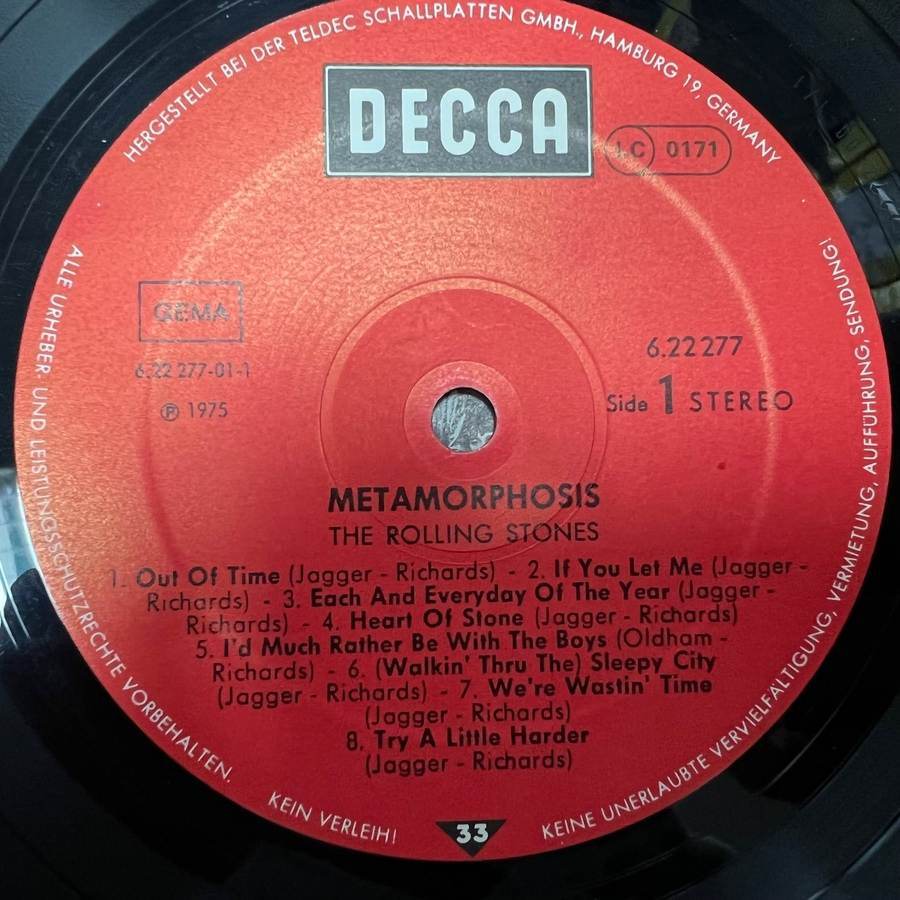 HERGESTELLT BEI DER TELDEC SCHALLPLATTEN GMBH., HAMBURG 19, GERMANY
DECCA
LC 0171
GEMA
6.22 277-01-1
℗ 1975
6.22277
Side 1 STEREO
METAMORPHOSIS
THE ROLLING STONES
1. Out Of Time (Jagger - Richards) - 2. If You Let Me (Jagger -
Richards) - 3. Each And Everyday Of The Year (Jagger -
Richards) - 4. Heart Of Stone (Jagger - Richards)
5. I'd Much Rather Be With The Boys (Oldham -
Richards) - 6. (Walkin' Thru The) Sleepy City
(Jagger - Richards) - 7. We're Wastin' Time
(Jagger - Richards)
8. Try A Little Harder
(Jagger - Richards)
ALLE URHEBER- UND LEISTUNGSSCHUTZRECHTE VORBEHALTEN.
KEIN VERLEIH!
33
KEINE UNERLAUBTE VERVIELFÄLTIGUNG, VERMIETUNG, AUFFÜHRUNG, SENDUNG!